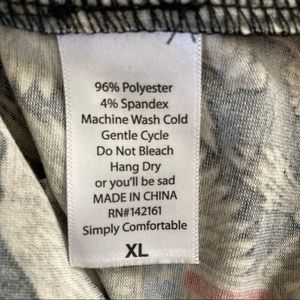 96% Polyester
4% Spandex
Machine Wash Cold
Gentle Cycle
Do Not Bleach
Hang Dry
or you'll be sad
MADE IN CHINA
RN#142161
Simply Comfortable
XL